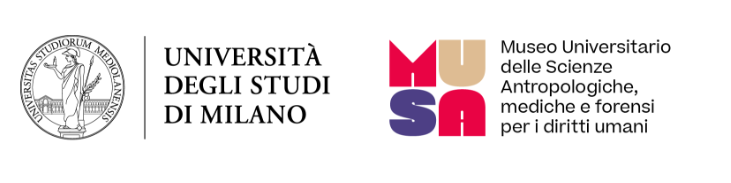 UNIVERSITAS STUDIORUM MEDIOLANENSIS
UNIVERSITÀ
DEGLI STUDI
DI MILANO
MU
SA
Museo Universitario
delle Scienze
Antropologiche,
mediche e forensi
per i diritti umani